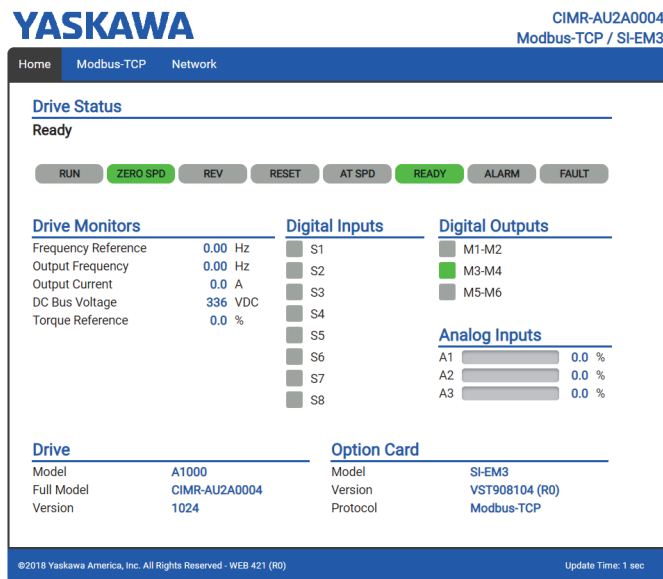 YASKAWA
CIMR-AU2A0004
Modbus-TCP / SI-EM3
Home Modbus-TCP Network
Drive Status
Ready
RUN ZERO SPD REV RESET AT SPD READY ALARM FAULT
Drive Monitors
Frequency Reference 0.00 Hz
Output Frequency 0.00 Hz
Output Current 0.0 A
DC Bus Voltage 336 VDC
Torque Reference 0.0 %
Digital Inputs
S1
S2
S3
S4
S5
S6
S7
S8
Digital Outputs
M1-M2
M3-M4
M5-M6
Analog Inputs
A1 0.0 %
A2 0.0 %
A3 0.0 %
Drive
Model A1000
Full Model CIMR-AU2A0004
Version 1024
Option Card
Model SI-EM3
Version VST908104 (R0)
Protocol Modbus-TCP
©2018 Yaskawa America, Inc. All Rights Reserved - WEB 421 (R0) Update Time: 1 sec